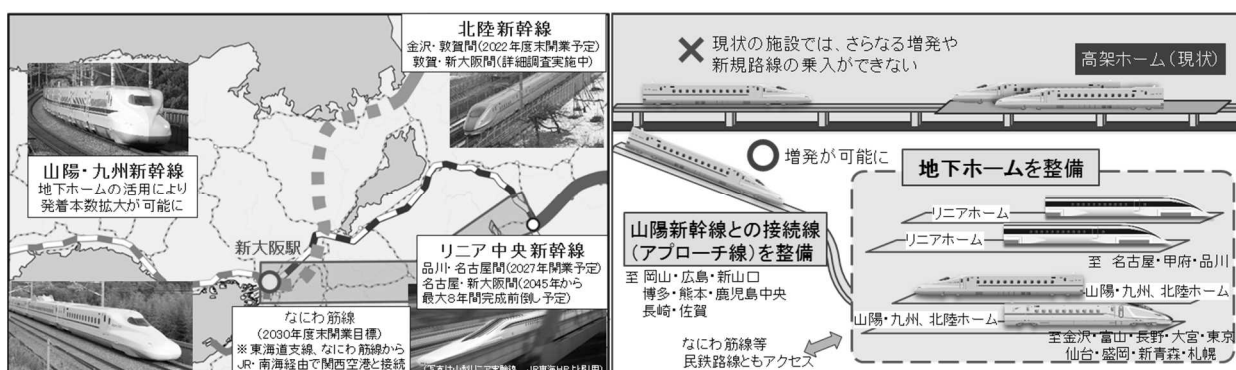 北陸新幹線
金沢・敦賀間(2022年度末開業予定)
敦賀・新大阪間(詳細調査実施中)
山陽・九州新幹線
地下ホームの活用により
発着本数拡大が可能に
新大阪駅
リニア中央新幹線
品川・名古屋間(2027年開業予定)
名古屋・新大阪間(2045年から
最大8年間完成前倒し予定)
なにわ筋線
(2030年度末開業目標)
※東海道支線、なにわ筋線から
JR・南海経由で関西空港と接続
現状の施設では、さらなる増発や
新規路線の乗入ができない
高架ホーム(現状)
増発が可能に
地下ホームを整備
リニアホーム
リニアホーム
至 名古屋・甲府・品川
山陽新幹線との接続線
(アプローチ線)を整備
至 岡山・広島・新山口
博多・熊本・鹿児島中央
長崎・佐賀
山陽・九州、北陸ホーム
山陽・九州、北陸ホーム
至金沢・富山・長野・大宮・東京
仙台・盛岡・新青森・札幌
なにわ筋線等
民鉄路線ともアクセス